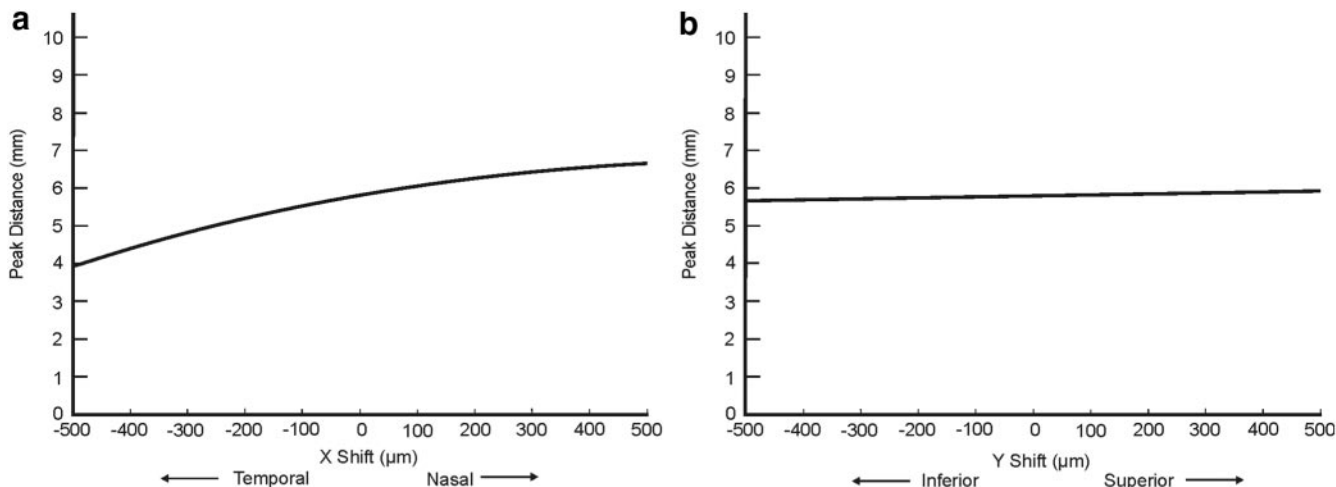 a
10
9
8
7
6
5
4
3
2
1
0
Peak Distance (mm)
-500 -400 -300 -200 -100 0 100 200 300 400 500
X Shift (µm)
Temporal Nasal
b
10
9
8
7
6
5
4
3
2
1
0
Peak Distance (mm)
-500 -400 -300 -200 -100 0 100 200 300 400 500
Y Shift (µm)
Inferior Superior